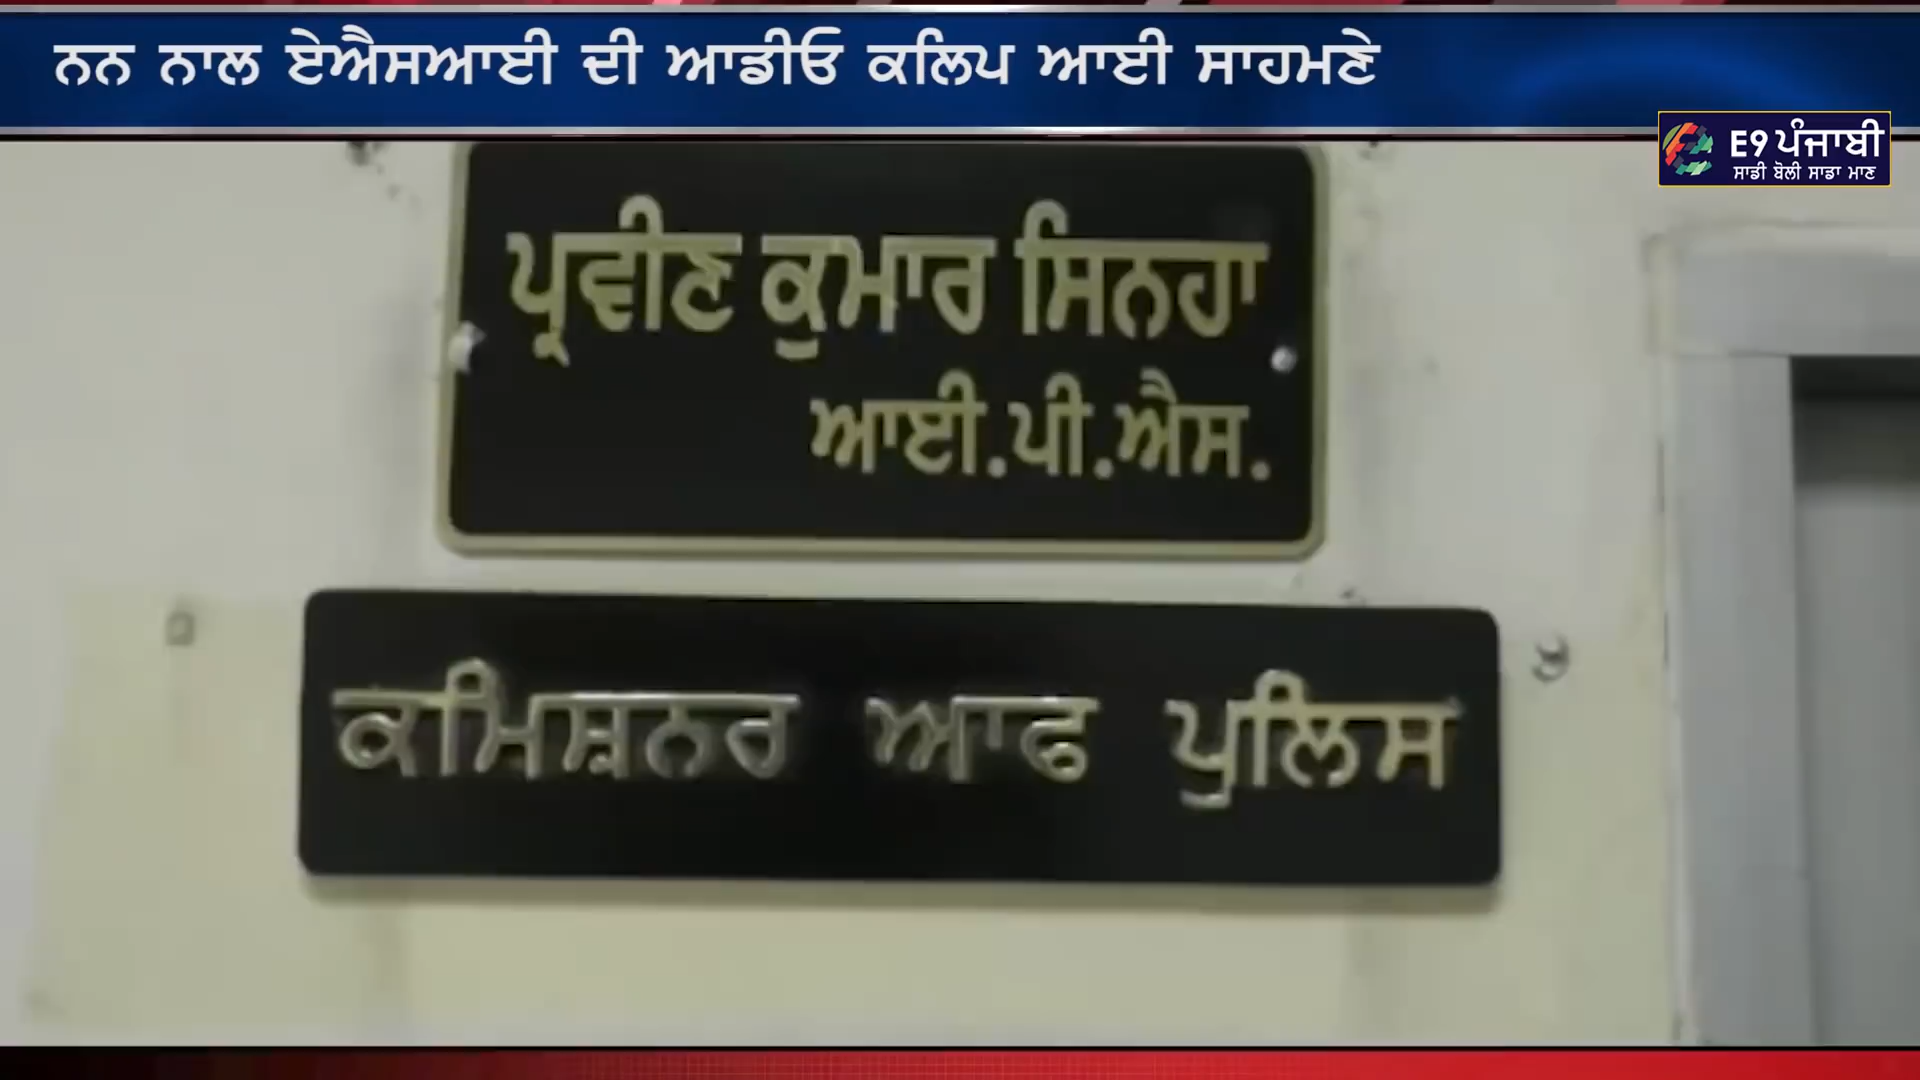 ਨਨ ਨਾਲ ਏਐਸਆਈ ਦੀ ਆਡੀਓ ਕਲਿਪ ਆਈ ਸਾਹਮਣੇ
E9 ਪੰਜਾਬੀ
ਸਾਡੀ ਬੋਲੀ ਸਾਡਾ ਮਾਣ
ਪ੍ਰਵੀਣ ਕੁਮਾਰ ਸਿਨਹਾ
ਆਈ.ਪੀ.ਐਸ.
ਕਮਿਸ਼ਨਰ ਆਫ ਪੁਲਿਸ